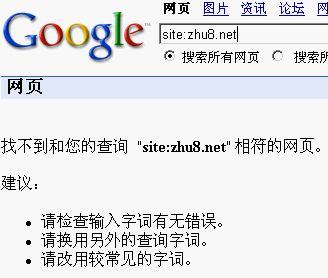 Google™
网页 图片 资讯 论坛
site:zhu8.net
搜索所有网页 搜索所
网页
找不到和您的查询 "site:zhu8.net" 相符的网页。
建议：
请检查输入字词有无错误。
请换用另外的查询字词。
请改用较常见的字词。